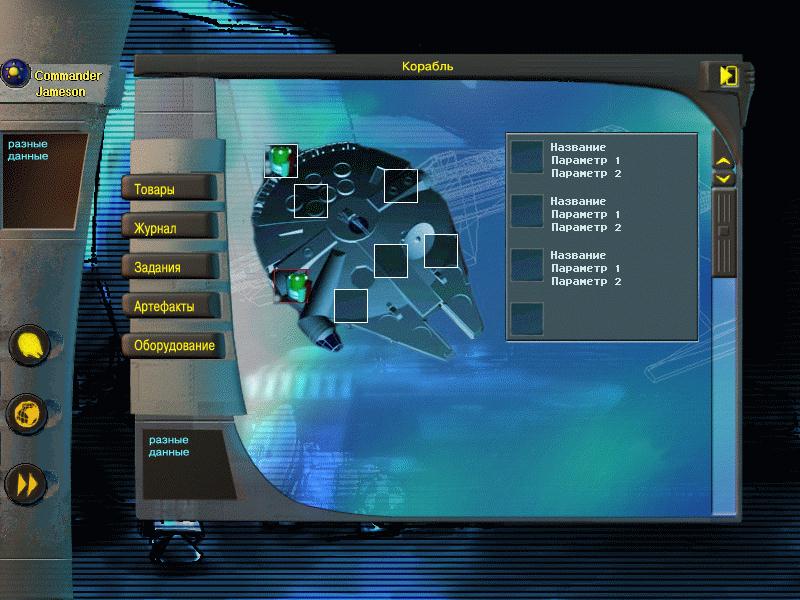 Корабль
Commander
Jameson
разные
данные
Товары
Журнал
Задания
Артефакты
Оборудование
Название
Параметр 1
Параметр 2
Название
Параметр 1
Параметр 2
Название
Параметр 1
Параметр 2
разные
данные